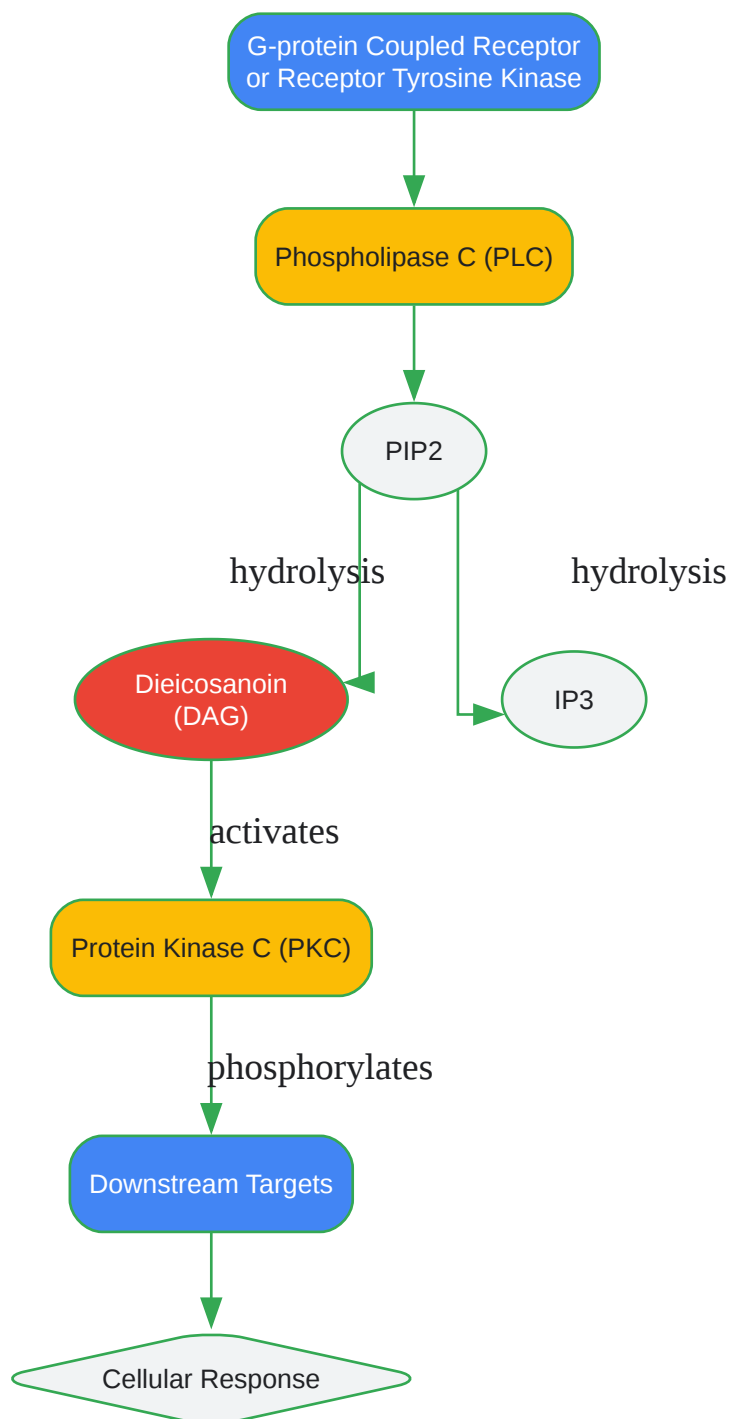 G-protein Coupled Receptor
or Receptor Tyrosine Kinase
Phospholipase C (PLC)
PIP2
hydrolysis
hydrolysis
Dieicosanoin
(DAG)
IP3
activates
Protein Kinase C (PKC)
phosphorylates
Downstream Targets
Cellular Response